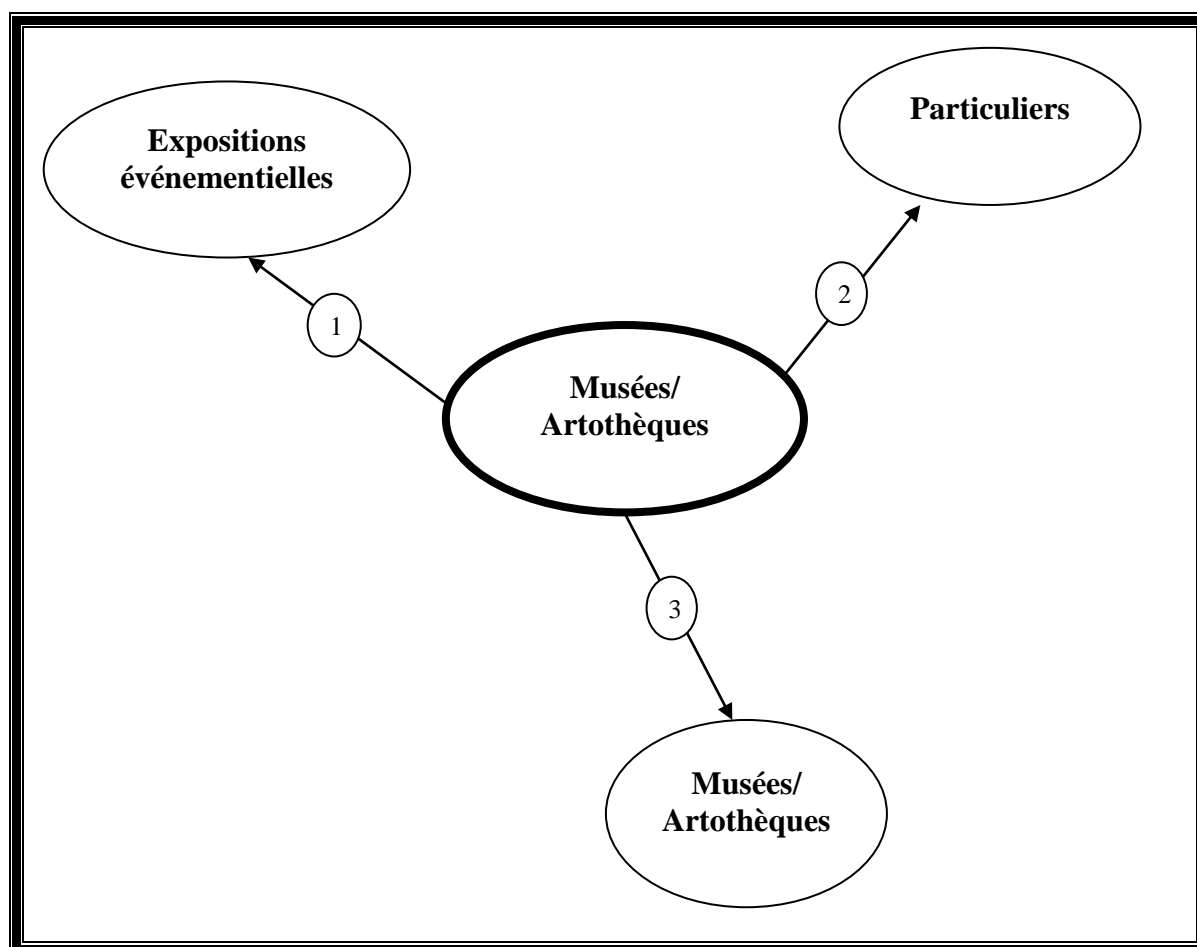 Expositions
événementielles
Particuliers
1
2
Musées/
Artothèques
3
Musées/
Artothèques